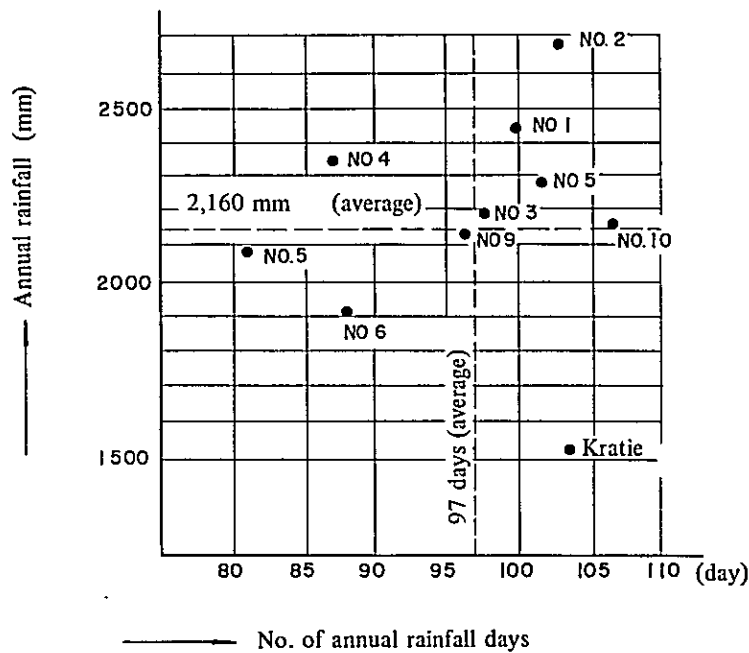 Annual rainfall (mm)
2500
2000
1500
NO. 2
NO 1
NO 4
NO 5
2,160 mm (average)
NO 3
NO 9
NO. 10
NO. 5
NO 6
97 days (average)
Kratie
80 85 90 95 100 105 110 (day)
No. of annual rainfall days